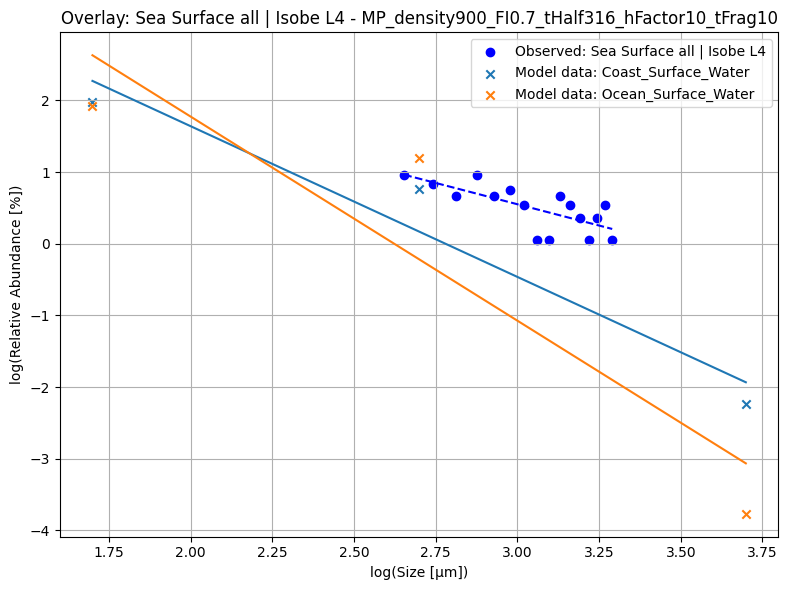 Overlay: Sea Surface all | Isobe L4 - MP_density900_FI0.7_tHalf316_hFactor10_tFrag10
Observed: Sea Surface all | Isobe L4
Model data: Coast_Surface_Water
Model data: Ocean_Surface_Water
log(Relative Abundance [%])
2
1
0
−1
−2
−3
−4
1.75 2.00 2.25 2.50 2.75 3.00 3.25 3.50 3.75
log(Size [µm])